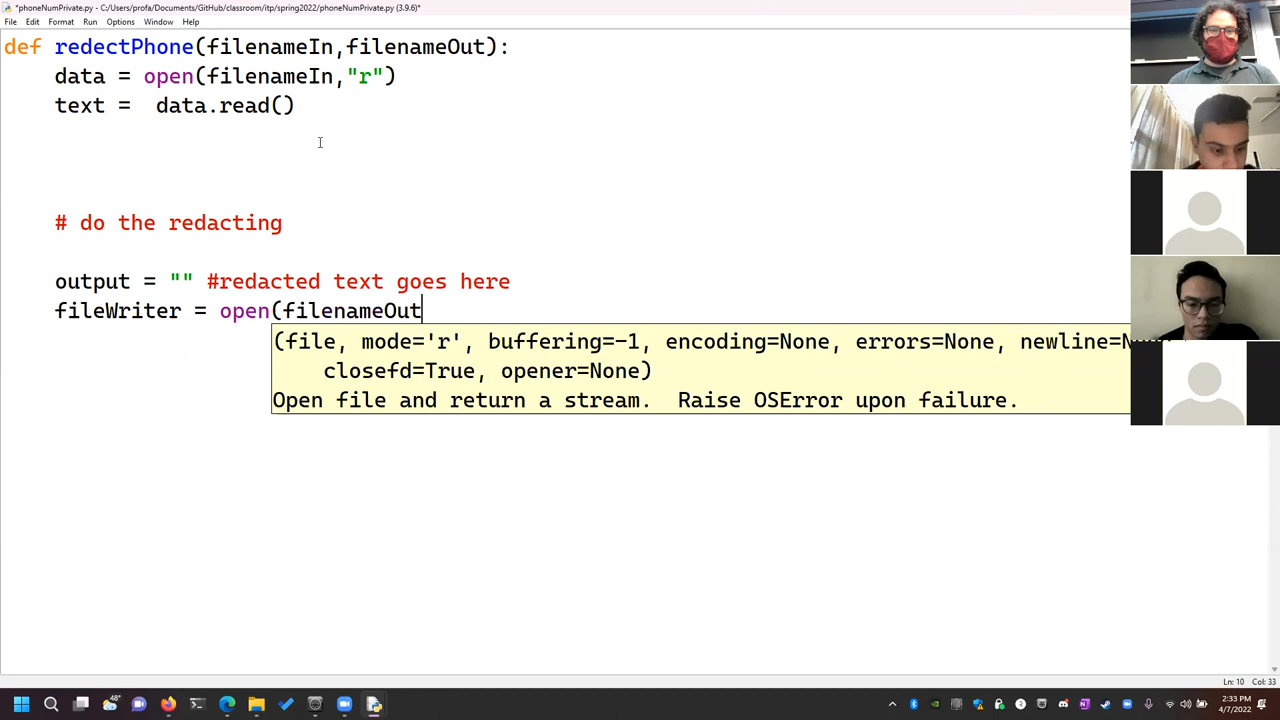 *phoneNumPrivate.py - C:/Users/profa/Documents/GitHub/classroom/itp/spring2022/phoneNumPrivate.py (3.9.6)*
File Edit Format Run Options Window Help
def redectPhone(filenameIn,filenameOut):
data = open(filenameIn,"r")
text = data.read()
# do the redacting
output = "" #redacted text goes here
fileWriter = open(filenameOut
(file, mode='r', buffering=-1, encoding=None, errors=None, newline=None,
closefd=True, opener=None)
Open file and return a stream. Raise OSError upon failure.
Ln: 10 Col: 33
48°
2:33 PM
4/7/2022